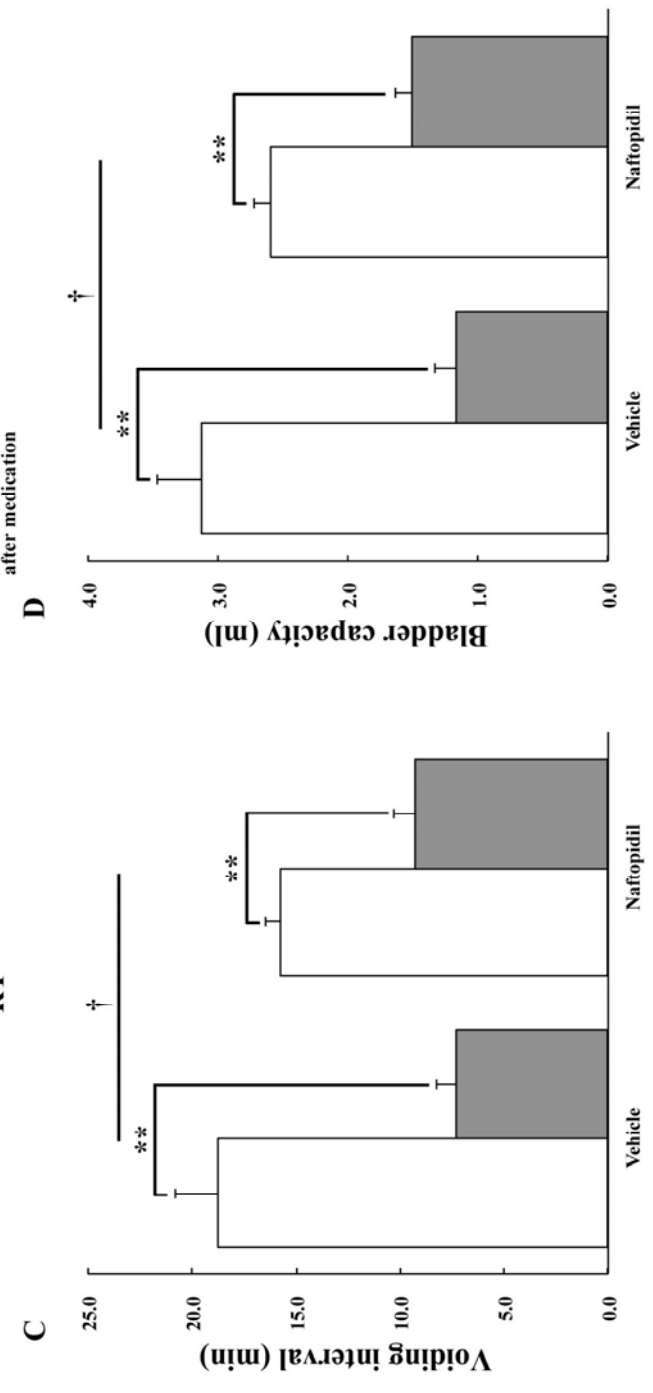 C
Voiding interval (min)
25.0
20.0
15.0
10.0
5.0
0.0
†
**
**
Vehicle
Naftopidil
after medication
D
Bladder capacity (ml)
4.0
3.0
2.0
1.0
0.0
†
**
**
Vehicle
Naftopidil